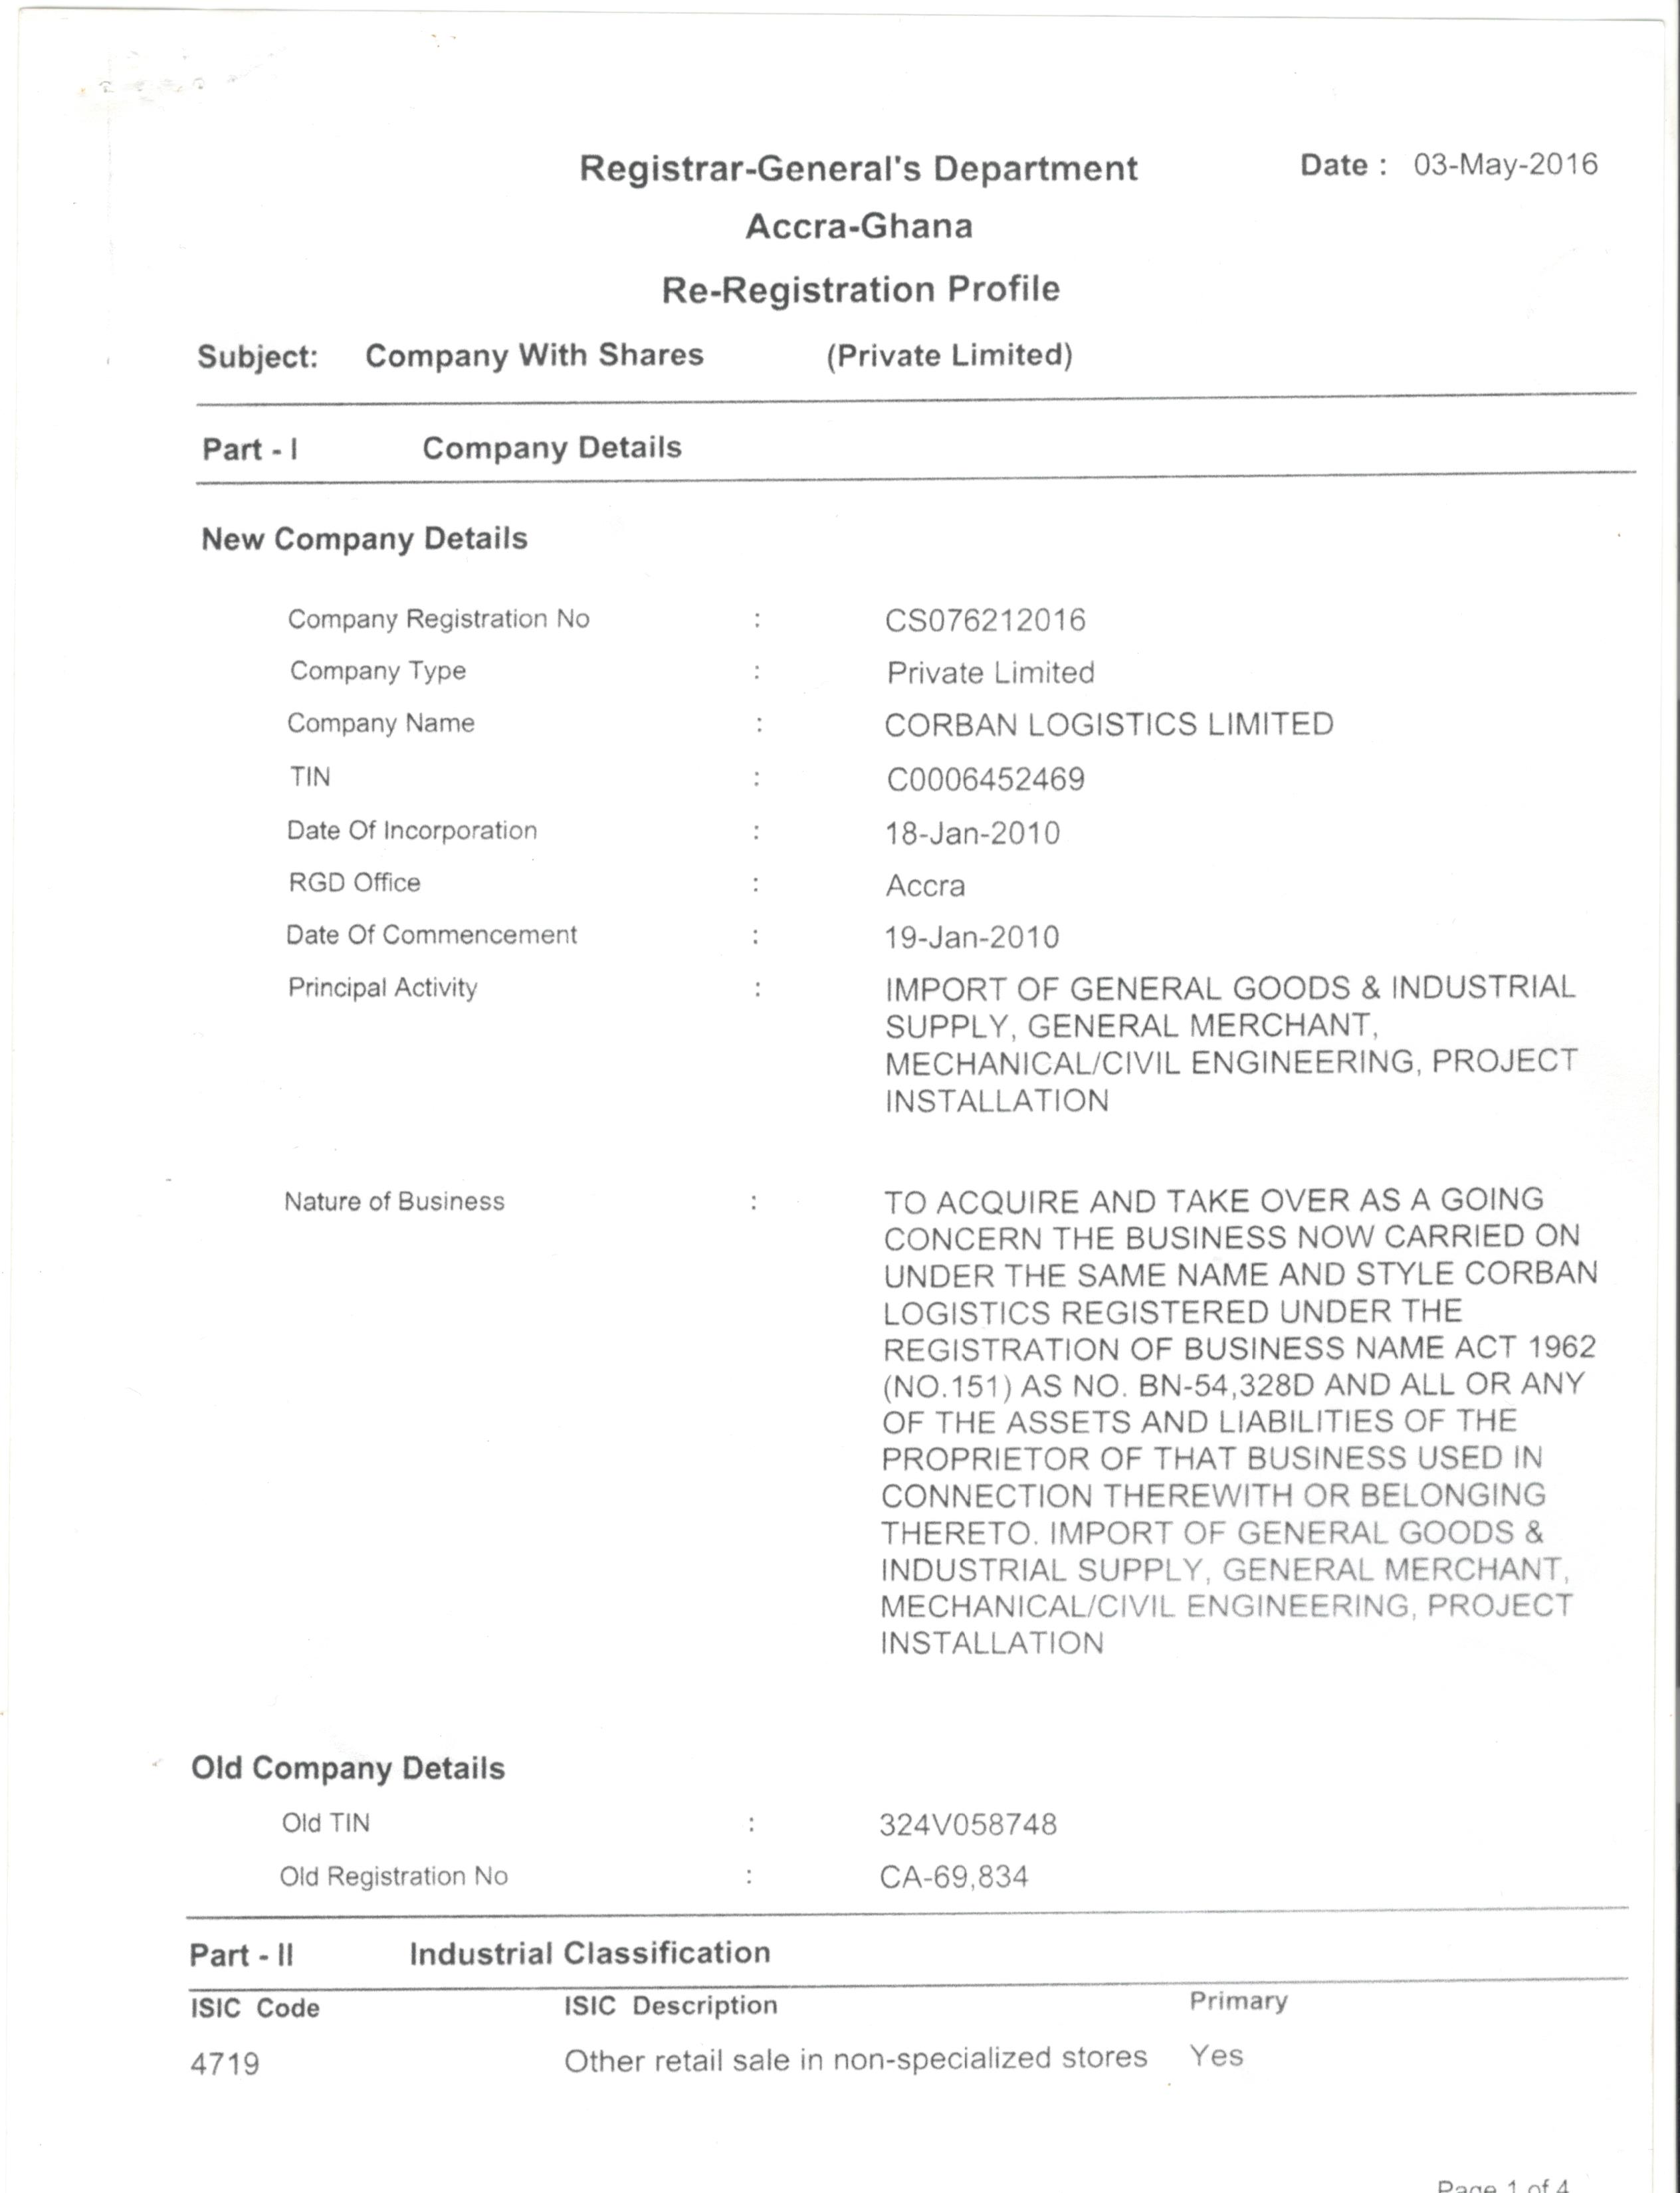 Registrar-General's Department Date : 03-May-2016
Accra-Ghana
Re-Registration Profile
Subject: Company With Shares (Private Limited)
Part - I Company Details
New Company Details
Company Registration No : CS076212016
Company Type : Private Limited
Company Name : CORBAN LOGISTICS LIMITED
TIN : C0006452469
Date Of Incorporation : 18-Jan-2010
RGD Office : Accra
Date Of Commencement : 19-Jan-2010
Principal Activity : IMPORT OF GENERAL GOODS & INDUSTRIAL
SUPPLY, GENERAL MERCHANT,
MECHANICAL/CIVIL ENGINEERING, PROJECT
INSTALLATION
Nature of Business : TO ACQUIRE AND TAKE OVER AS A GOING
CONCERN THE BUSINESS NOW CARRIED ON
UNDER THE SAME NAME AND STYLE CORBAN
LOGISTICS REGISTERED UNDER THE
REGISTRATION OF BUSINESS NAME ACT 1962
(NO.151) AS NO. BN-54,328D AND ALL OR ANY
OF THE ASSETS AND LIABILITIES OF THE
PROPRIETOR OF THAT BUSINESS USED IN
CONNECTION THEREWITH OR BELONGING
THERETO. IMPORT OF GENERAL GOODS &
INDUSTRIAL SUPPLY, GENERAL MERCHANT,
MECHANICAL/CIVIL ENGINEERING, PROJECT
INSTALLATION
Old Company Details
Old TIN : 324V058748
Old Registration No : CA-69,834
Part - II Industrial Classification
ISIC Code ISIC Description Primary
4719 Other retail sale in non-specialized stores Yes
Page 1 of 4